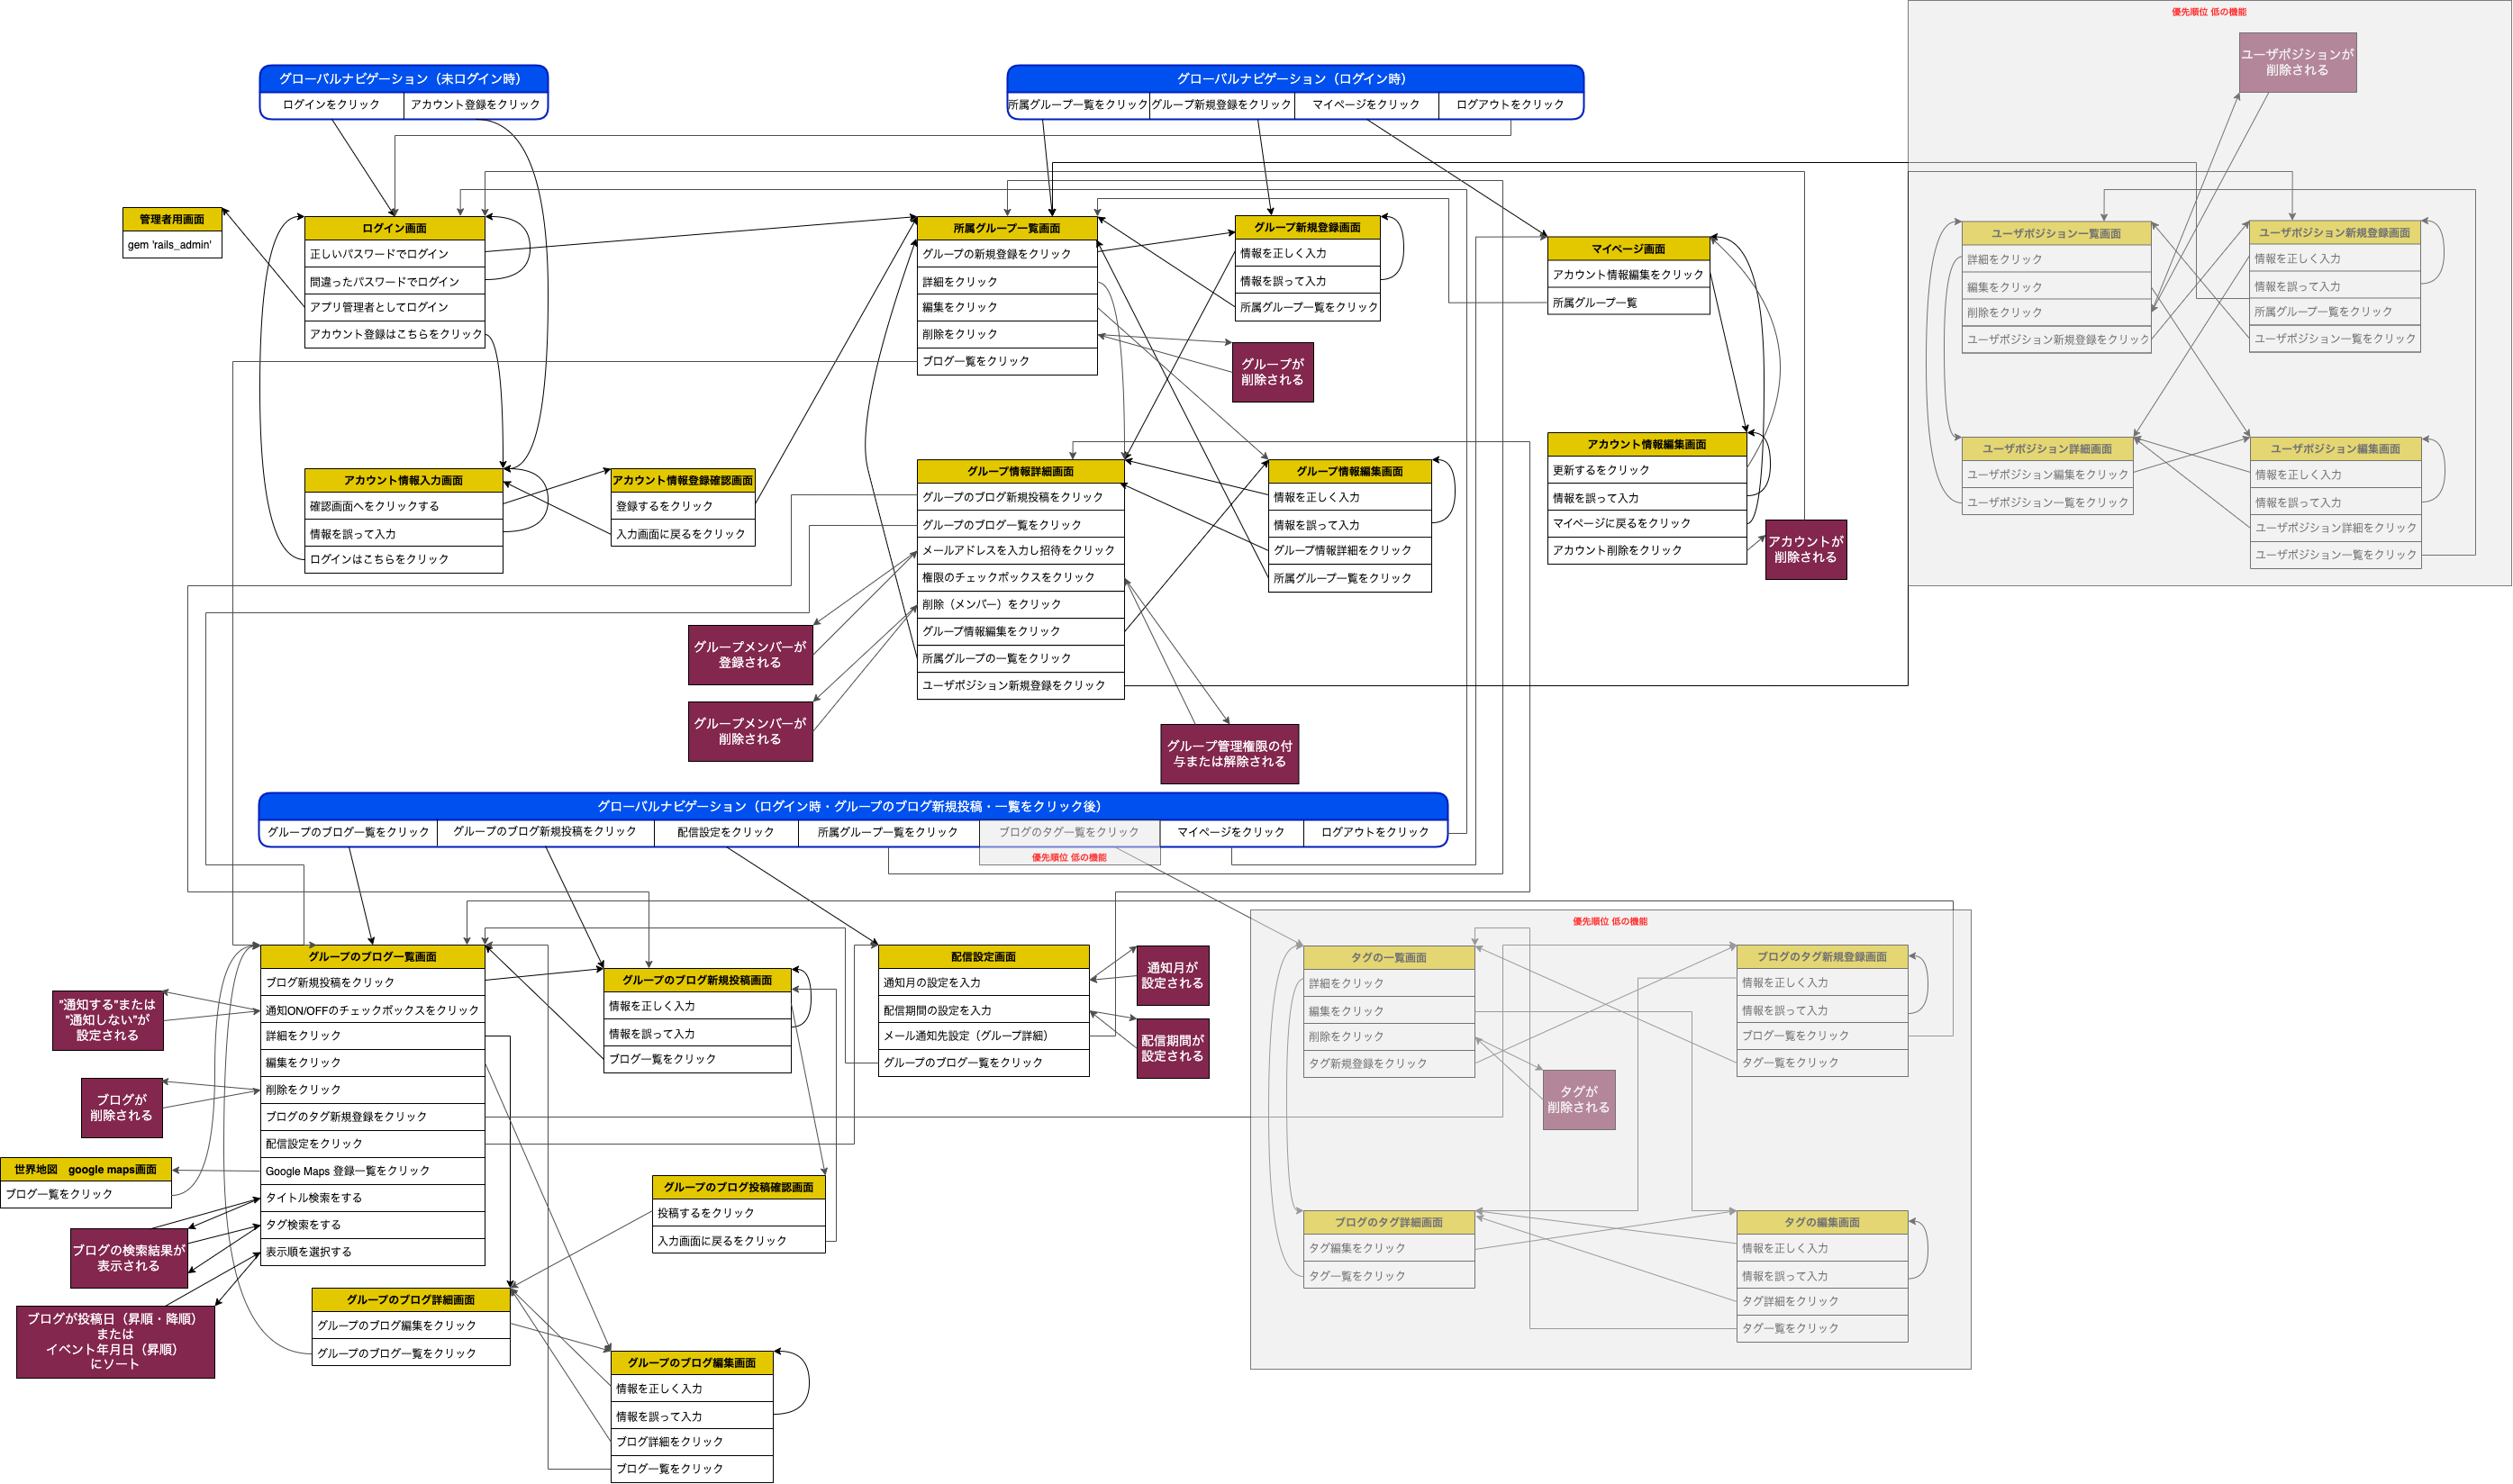 優先順位 低の機能
ユーザポジションが
削除される
グローバルナビゲーション（未ログイン時）
ログインをクリック
アカウント登録をクリック
グローバルナビゲーション（ログイン時）
所属グループ一覧をクリック
グループ新規登録をクリック
マイページをクリック
ログアウトをクリック
管理者用画面
gem 'rails_admin'
ログイン画面
正しいパスワードでログイン
間違ったパスワードでログイン
アプリ管理者としてログイン
アカウント登録はこちらをクリック
所属グループ一覧画面
グループの新規登録をクリック
詳細をクリック
編集をクリック
削除をクリック
ブログ一覧をクリック
グループ新規登録画面
情報を正しく入力
情報を誤って入力
所属グループ一覧をクリック
グループが
削除される
マイページ画面
アカウント情報編集をクリック
所属グループ一覧
ユーザポジション一覧画面
詳細をクリック
編集をクリック
削除をクリック
ユーザポジション新規登録をクリック
ユーザポジション新規登録画面
情報を正しく入力
情報を誤って入力
所属グループ一覧をクリック
ユーザポジション一覧をクリック
アカウント情報入力画面
確認画面へをクリックする
情報を誤って入力
ログインはこちらをクリック
アカウント情報登録確認画面
登録するをクリック
入力画面に戻るをクリック
グループ情報詳細画面
グループのブログ新規投稿をクリック
グループのブログ一覧をクリック
メールアドレスを入力し招待をクリック
権限のチェックボックスをクリック
削除（メンバー）をクリック
グループ情報編集をクリック
所属グループの一覧をクリック
ユーザポジション新規登録をクリック
グループ情報編集画面
情報を正しく入力
情報を誤って入力
グループ情報詳細をクリック
所属グループ一覧をクリック
アカウント情報編集画面
更新するをクリック
情報を誤って入力
マイページに戻るをクリック
アカウント削除をクリック
アカウントが
削除される
ユーザポジション詳細画面
ユーザポジション編集をクリック
ユーザポジション一覧をクリック
ユーザポジション編集画面
情報を正しく入力
情報を誤って入力
ユーザポジション詳細をクリック
ユーザポジション一覧をクリック
グループメンバーが
登録される
グループメンバーが
削除される
グループ管理権限の付
与または解除される
グローバルナビゲーション（ログイン時・グループのブログ新規投稿・一覧をクリック後）
グループのブログ一覧をクリック
グループのブログ新規投稿をクリック
配信設定をクリック
所属グループ一覧をクリック
ブログのタグ一覧をクリック
マイページをクリック
ログアウトをクリック
優先順位 低の機能
優先順位 低の機能
グループのブログ一覧画面
ブログ新規投稿をクリック
通知ON/OFFのチェックボックスをクリック
詳細をクリック
編集をクリック
削除をクリック
ブログのタグ新規登録をクリック
配信設定をクリック
Google Maps 登録一覧をクリック
タイトル検索をする
タグ検索をする
表示順を選択する
"通知する"または
"通知しない"が
設定される
ブログが
削除される
世界地図　google maps画面
ブログ一覧をクリック
ブログの検索結果が
表示される
ブログが投稿日（昇順・降順）
または
イベント年月日（昇順）
にソート
グループのブログ新規投稿画面
情報を正しく入力
情報を誤って入力
ブログ一覧をクリック
配信設定画面
通知月の設定を入力
配信期間の設定を入力
メール通知先設定（グループ詳細）
グループのブログ一覧をクリック
通知月が
設定される
配信期間が
設定される
タグの一覧画面
詳細をクリック
編集をクリック
削除をクリック
タグ新規登録をクリック
ブログのタグ新規登録画面
情報を正しく入力
情報を誤って入力
ブログ一覧をクリック
タグ一覧をクリック
タグが
削除される
グループのブログ投稿確認画面
投稿するをクリック
入力画面に戻るをクリック
グループのブログ詳細画面
グループのブログ編集をクリック
グループのブログ一覧をクリック
グループのブログ編集画面
情報を正しく入力
情報を誤って入力
ブログ詳細をクリック
ブログ一覧をクリック
ブログのタグ詳細画面
タグ編集をクリック
タグ一覧をクリック
タグの編集画面
情報を正しく入力
情報を誤って入力
タグ詳細をクリック
タグ一覧をクリック